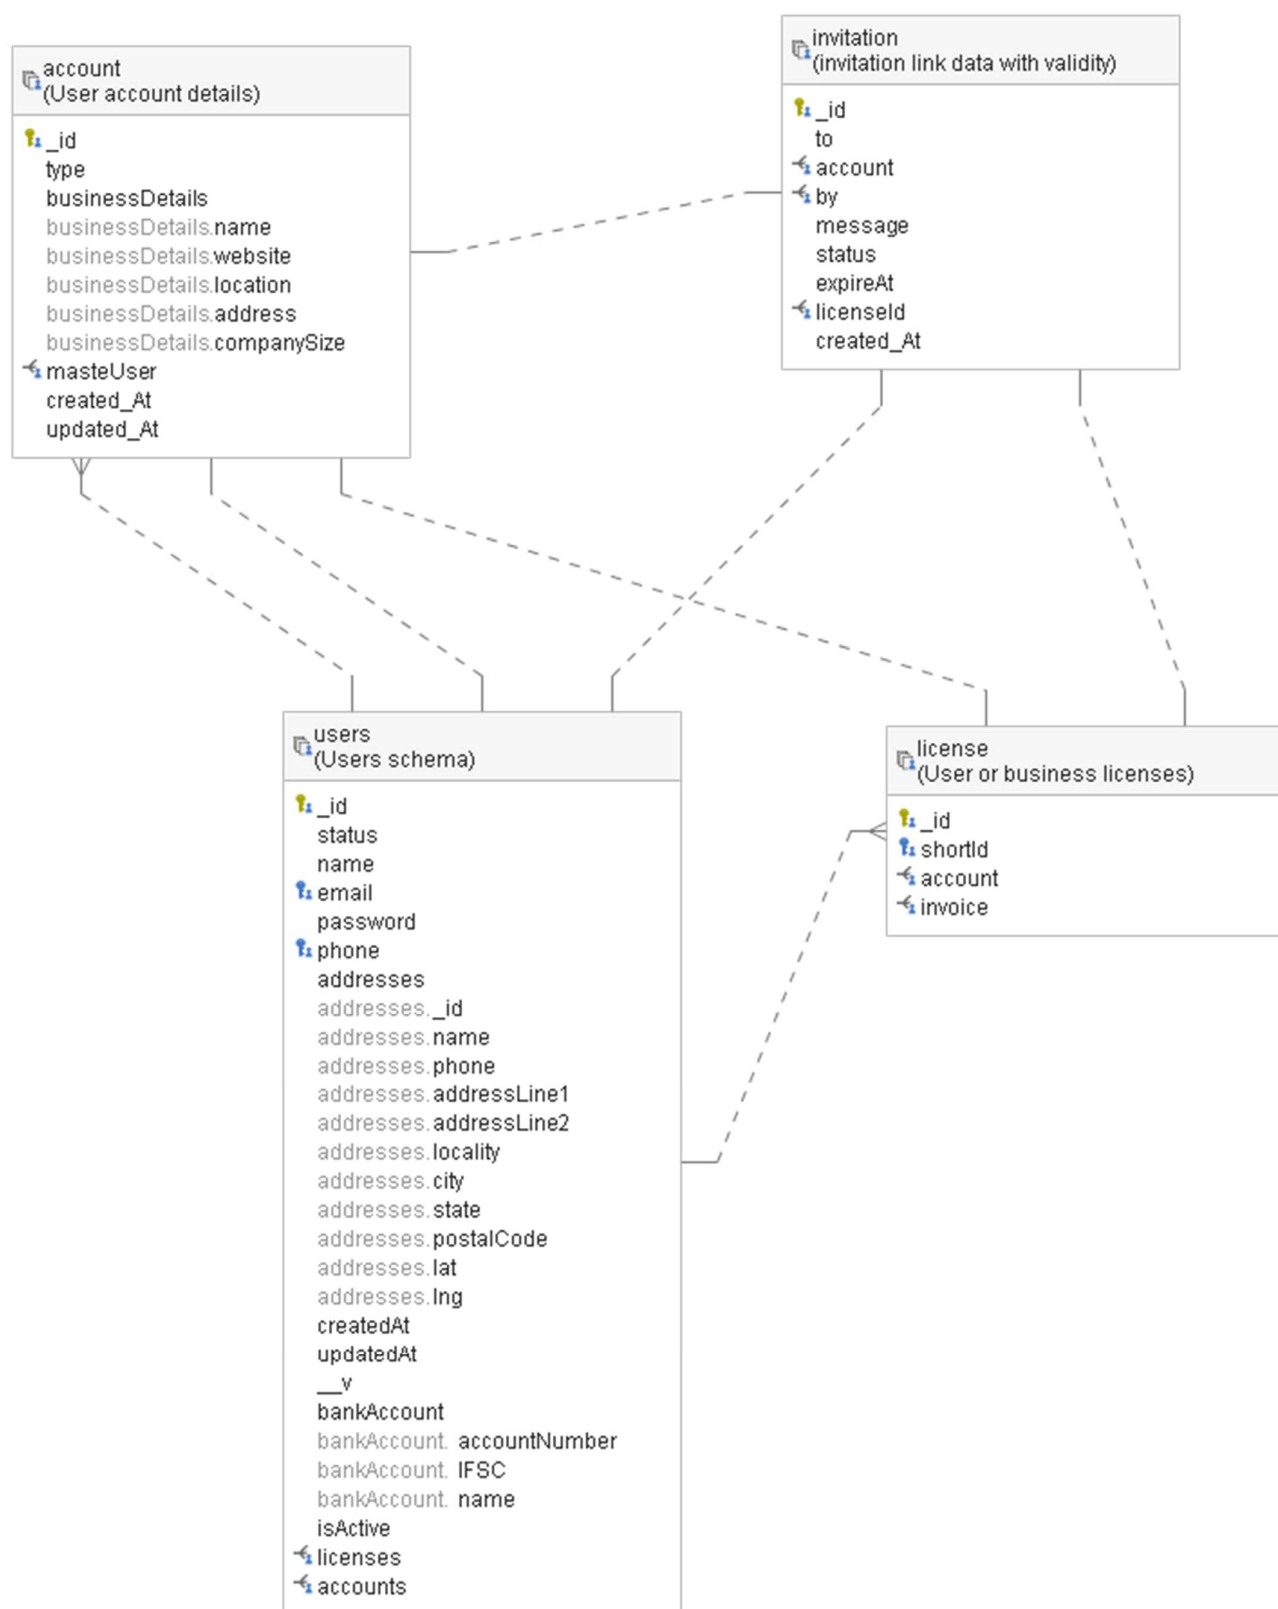 account
(User account details)
_id
type
businessDetails
businessDetails.name
businessDetails.website
businessDetails.location
businessDetails.address
businessDetails.companySize
masteUser
created_At
updated_At
invitation
(invitation link data with validity)
_id
to
account
by
message
status
expireAt
licenseId
created_At
users
(Users schema)
_id
status
name
email
password
phone
addresses
addresses._id
addresses.name
addresses.phone
addresses.addressLine1
addresses.addressLine2
addresses.locality
addresses.city
addresses.state
addresses.postalCode
addresses.lat
addresses.lng
createdAt
updatedAt
__v
bankAccount
bankAccount. accountNumber
bankAccount. IFSC
bankAccount. name
isActive
licenses
accounts
license
(User or business licenses)
_id
shortId
account
invoice